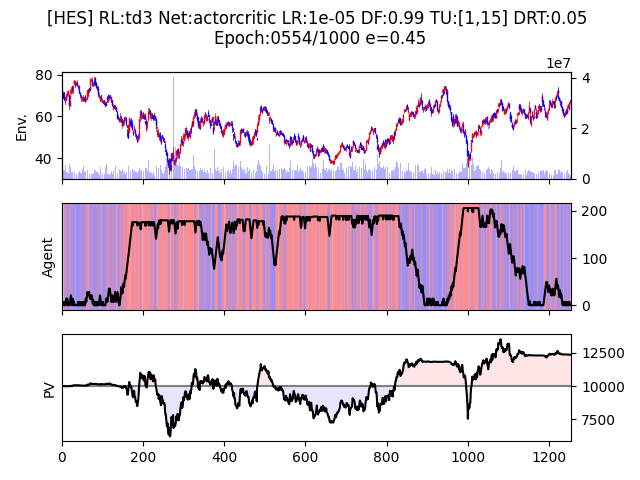 [HES] RL:td3 Net:actorcritic LR:1e-05 DF:0.99 TU:[1,15] DRT:0.05
Epoch:0554/1000 e=0.45
1e7
80
60
40
Env.
4
2
0
Agent
200
100
0
PV
12500
10000
7500
0 200 400 600 800 1000 1200